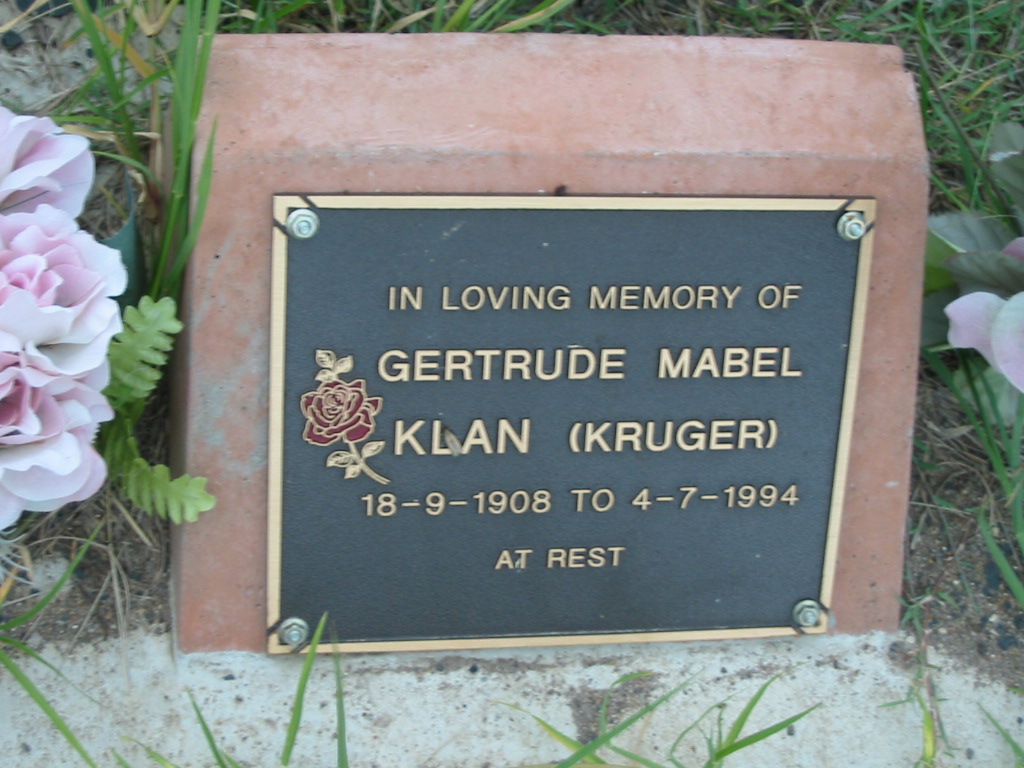 IN LOVING MEMORY OF
GERTRUDE MABEL
KLAN (KRUGER)
18-9-1908 TO 4-7-1994
AT REST